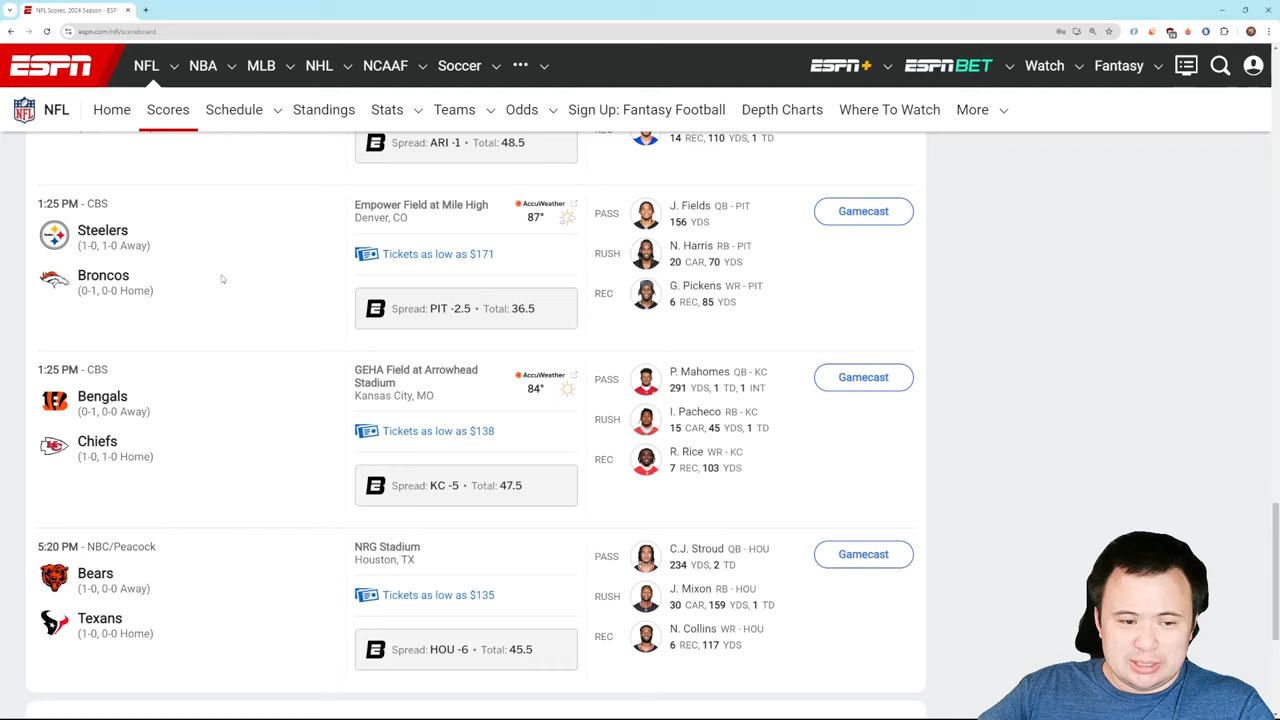 NFL Scores, 2024 Season - ESP
espn.com/nfl/scoreboard
ESPN NFL NBA MLB NHL NCAAF Soccer ESPN+ ESPN BET Watch Fantasy
NFL Home Scores Schedule Standings Stats Teams Odds Sign Up: Fantasy Football Depth Charts Where To Watch More
Spread: ARI -1 • Total: 48.5
14 REC, 110 YDS, 1 TD
1:25 PM - CBS
Steelers
(1-0, 1-0 Away)
Broncos
(0-1, 0-0 Home)
Empower Field at Mile High
Denver, CO
AccuWeather
87°
Tickets as low as $171
Spread: PIT -2.5 • Total: 36.5
PASS J. Fields QB - PIT
156 YDS
RUSH N. Harris RB - PIT
20 CAR, 70 YDS
REC G. Pickens WR - PIT
6 REC, 85 YDS
Gamecast
1:25 PM - CBS
Bengals
(0-1, 0-0 Away)
Chiefs
(1-0, 1-0 Home)
GEHA Field at Arrowhead
Stadium
Kansas City, MO
AccuWeather
84°
Tickets as low as $138
Spread: KC -5 • Total: 47.5
PASS P. Mahomes QB - KC
291 YDS, 1 TD, 1 INT
RUSH I. Pacheco RB - KC
15 CAR, 45 YDS, 1 TD
REC R. Rice WR - KC
7 REC, 103 YDS
Gamecast
5:20 PM - NBC/Peacock
Bears
(1-0, 0-0 Away)
Texans
(1-0, 0-0 Home)
NRG Stadium
Houston, TX
Tickets as low as $135
Spread: HOU -6 • Total: 45.5
PASS C.J. Stroud QB - HOU
234 YDS, 2 TD
RUSH J. Mixon RB - HOU
30 CAR, 159 YDS, 1 TD
REC N. Collins WR - HOU
6 REC, 117 YDS
Gamecast